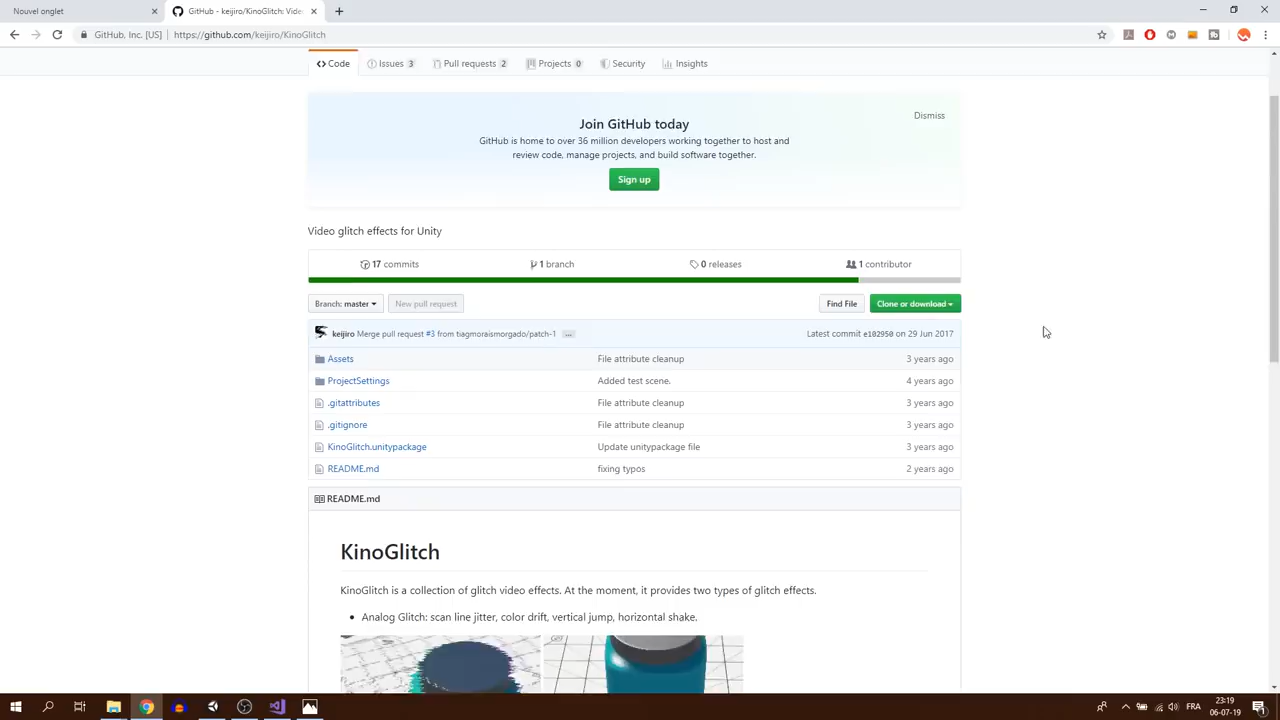 Nouvel onglet
GitHub - keijiro/KinoGlitch: Vide
GitHub, Inc. [US]
https://github.com/keijiro/KinoGlitch
Code
Issues 3
Pull requests 2
Projects 0
Security
Insights
Join GitHub today
Dismiss
GitHub is home to over 36 million developers working together to host and
review code, manage projects, and build software together.
Sign up
Video glitch effects for Unity
17 commits
1 branch
0 releases
1 contributor
Branch: master
New pull request
Find File
Clone or download
keijiro Merge pull request #3 from tiagmoraismorgado/patch-1 ...
Latest commit e102950 on 29 Jun 2017
Assets
File attribute cleanup
3 years ago
ProjectSettings
Added test scene.
4 years ago
.gitattributes
File attribute cleanup
3 years ago
.gitignore
File attribute cleanup
3 years ago
KinoGlitch.unitypackage
Update unitypackage file
3 years ago
README.md
fixing typos
2 years ago
README.md
KinoGlitch
KinoGlitch is a collection of glitch video effects. At the moment, it provides two types of glitch effects.
• Analog Glitch: scan line jitter, color drift, vertical jump, horizontal shake.
FRA
23:19
06-07-19
1